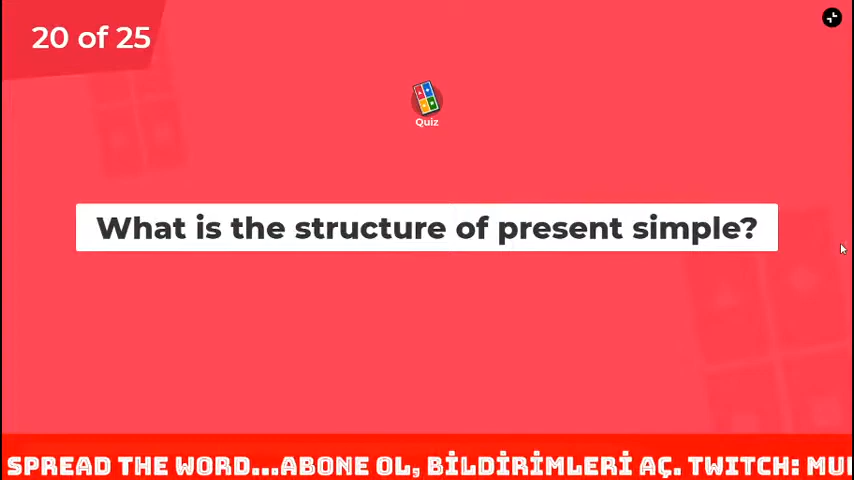 20 of 25
Quiz
What is the structure of present simple?
SPREAD THE WORD...ABONE OL, BİLDİRİMLERİ AÇ. TWITCH: